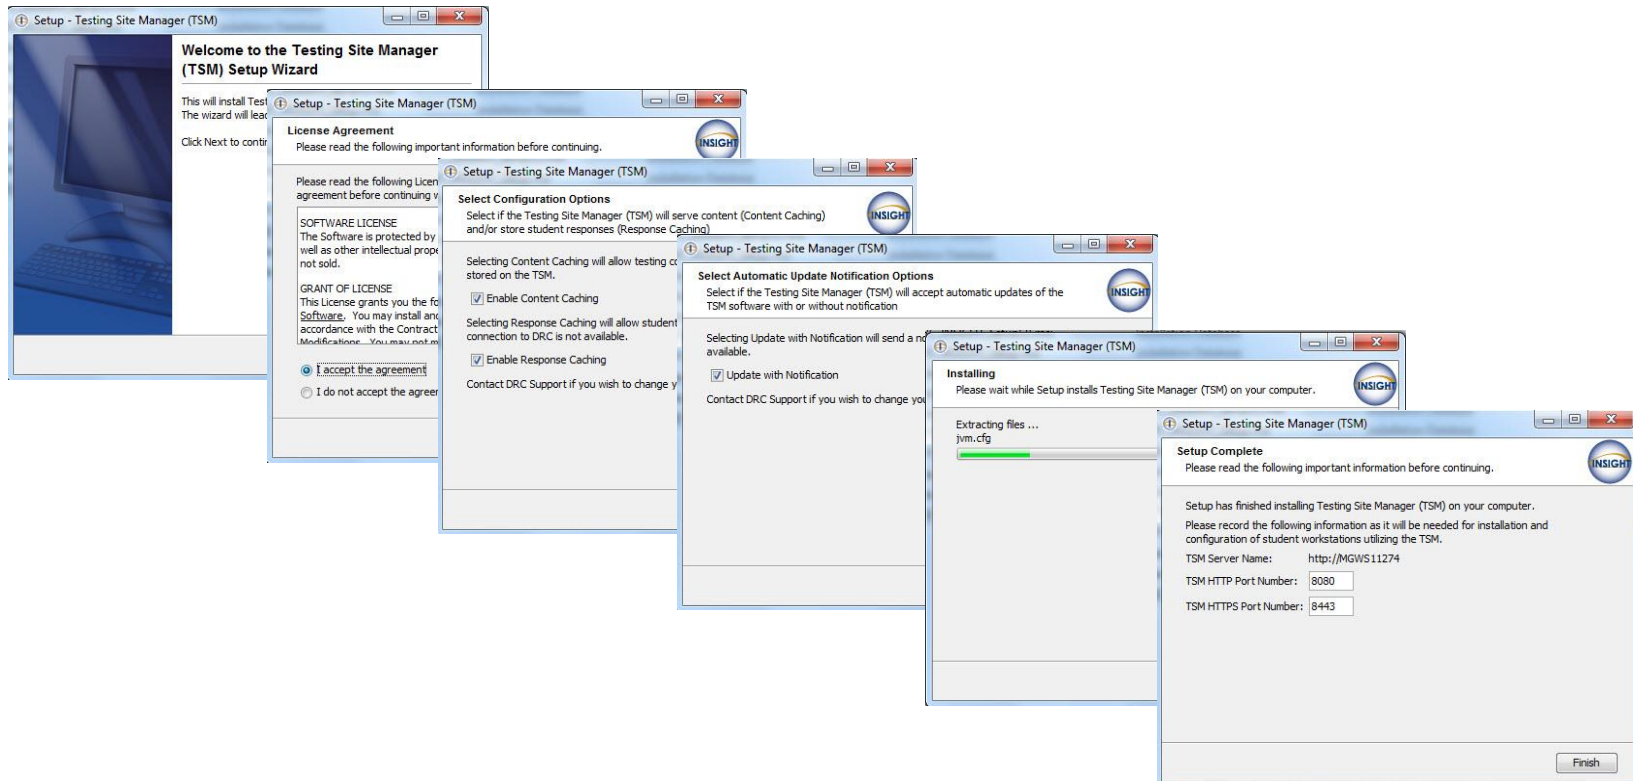 Setup - Testing Site Manager (TSM)
Welcome to the Testing Site Manager
(TSM) Setup Wizard
This will install
The wizard will
Click Next to
Setup - Testing Site Manager (TSM)
License Agreement
Please read the following important information before continuing.
INSIGHT
Please read the following
agreement before continuing
SOFTWARE LICENSE
The Software is protected by
well as other intellectual
not sold.
GRANT OF LICENSE
This License grants you the
Software. You may install
accordance with the Contract
Modifications. You may not
I accept the agreement
I do not accept the
Setup - Testing Site Manager (TSM)
Select Configuration Options
Select if the Testing Site Manager (TSM) will serve content (Content Caching)
and/or store student responses (Response Caching)
INSIGHT
Selecting Content Caching will allow testing
stored on the TSM.
Enable Content Caching
Selecting Response Caching will allow student
connection to DRC is not available.
Enable Response Caching
Contact DRC Support if you wish to change
Setup - Testing Site Manager (TSM)
Select Automatic Update Notification Options
Select if the Testing Site Manager (TSM) will accept automatic updates of the
TSM software with or without notification
INSIGHT
Selecting Update with Notification will send a
available.
Update with Notification
Contact DRC Support if you wish to change
Setup - Testing Site Manager (TSM)
Installing
Please wait while Setup installs Testing Site Manager (TSM) on your computer.
INSIGHT
Extracting files ...
jvm.cfg
Setup - Testing Site Manager (TSM)
Setup Complete
Please read the following important information before continuing.
INSIGHT
Setup has finished installing Testing Site Manager (TSM) on your computer.
Please record the following information as it will be needed for installation and
configuration of student workstations utilizing the TSM.
TSM Server Name: http://MGWS11274
TSM HTTP Port Number: 8080
TSM HTTPS Port Number: 8443
Finish